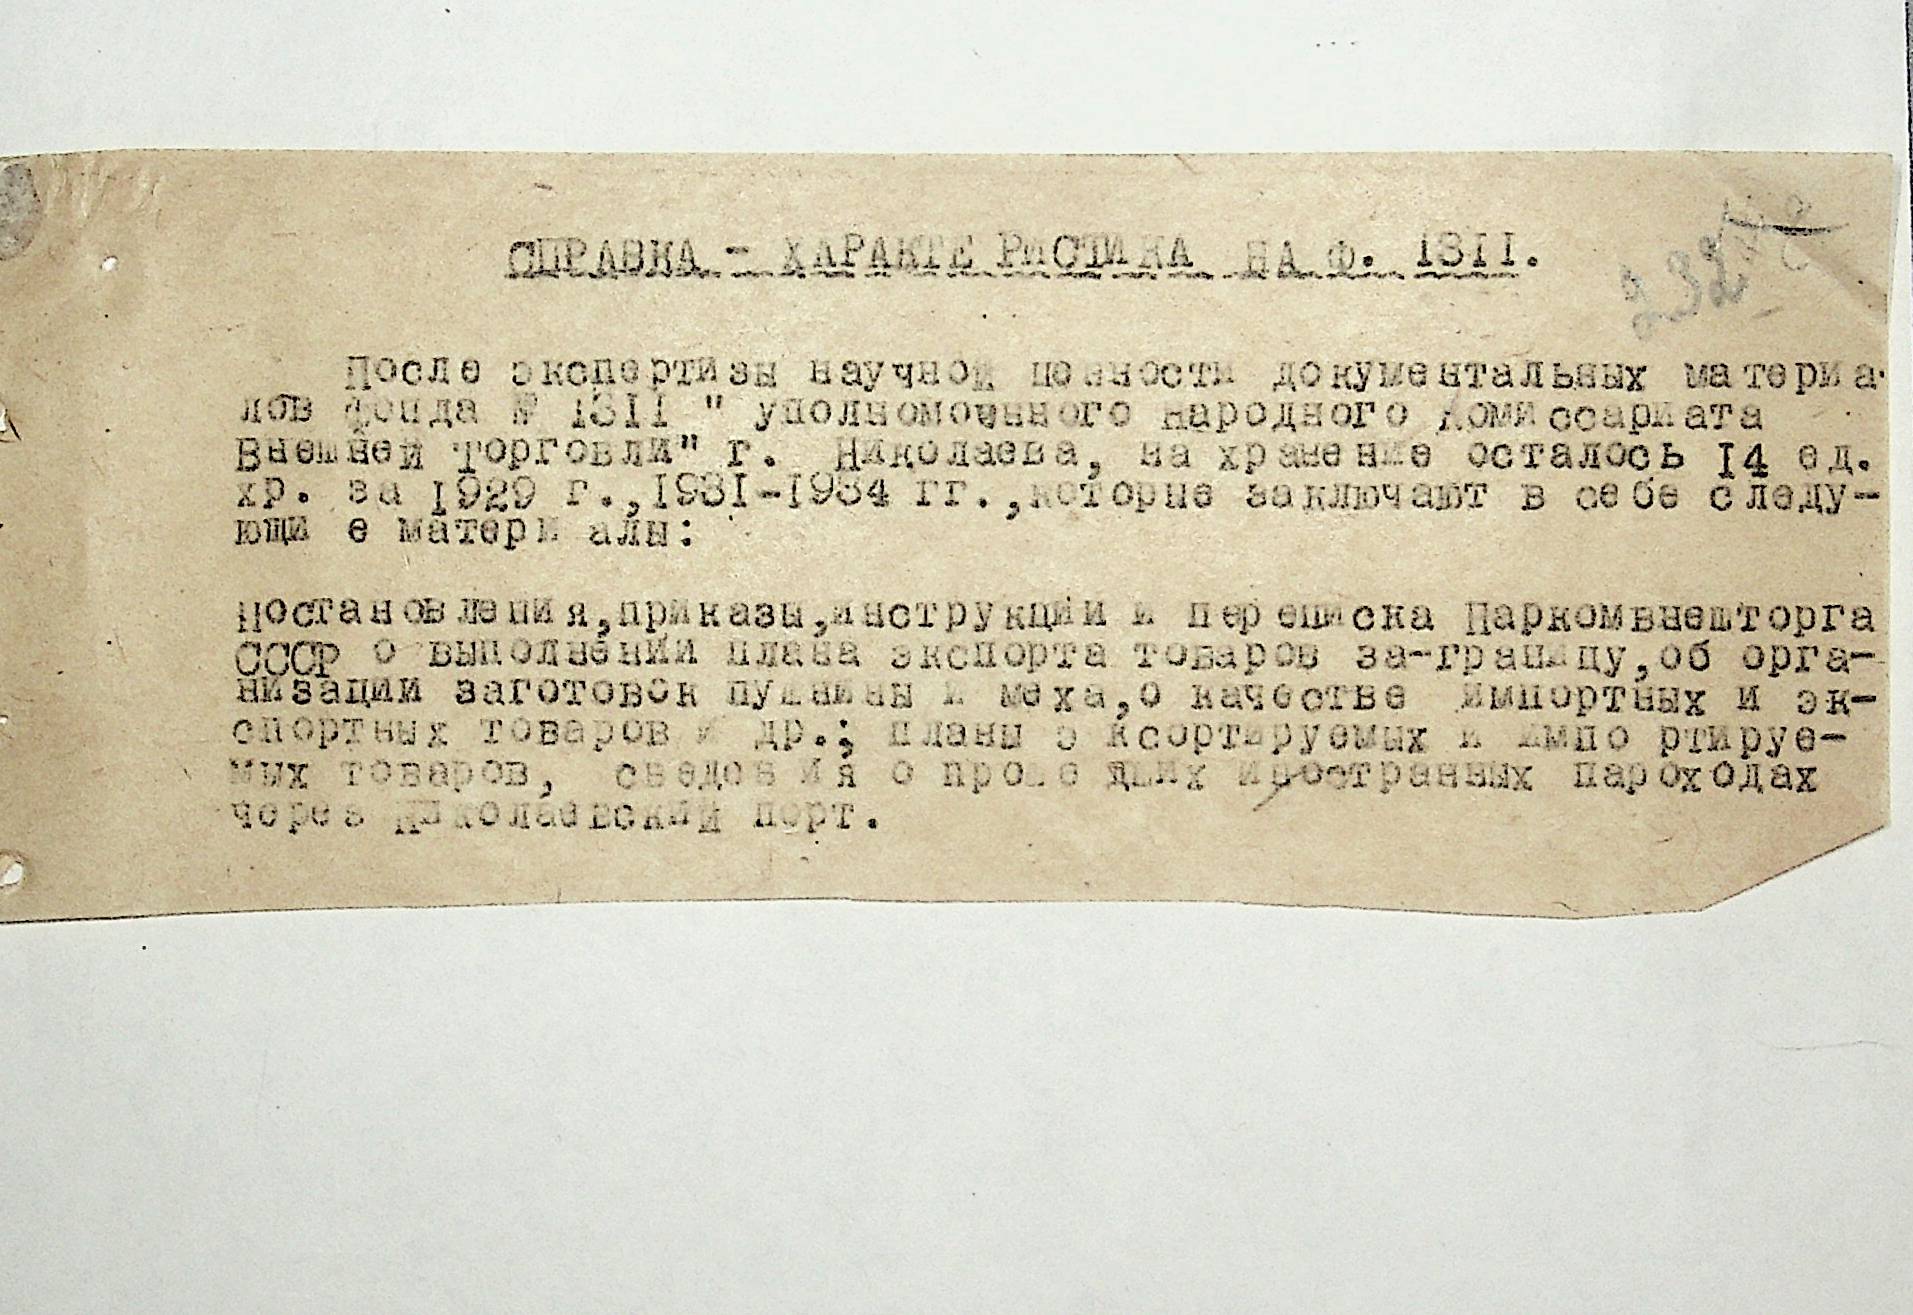 СПРАВКА - ХАРАКТЕРИСТИКА НА Ф. 1311.
После экспертизы научной ценности документальных материа-
лов фонда № 1311 " уполномоченного Народного Комиссариата
Внешней Торговли" г. Николаева, на хранение осталось 14 ед.
хр. за 1929 г.,1931-1934 гг.,которые заключают в себе следу-
ющие материалы:
Постановления,приказы,инструкции и переписка Наркомвнешторга
СССР о выполнении плана экспорта товаров за-границу,об орга-
низации заготовок пушнины и меха,о качестве импортных и эк-
спортных товаров и др.; планы эксортируемых и импортируе-
мых товаров, сведения о проведших иностранных пароходах
через Николаевский порт.